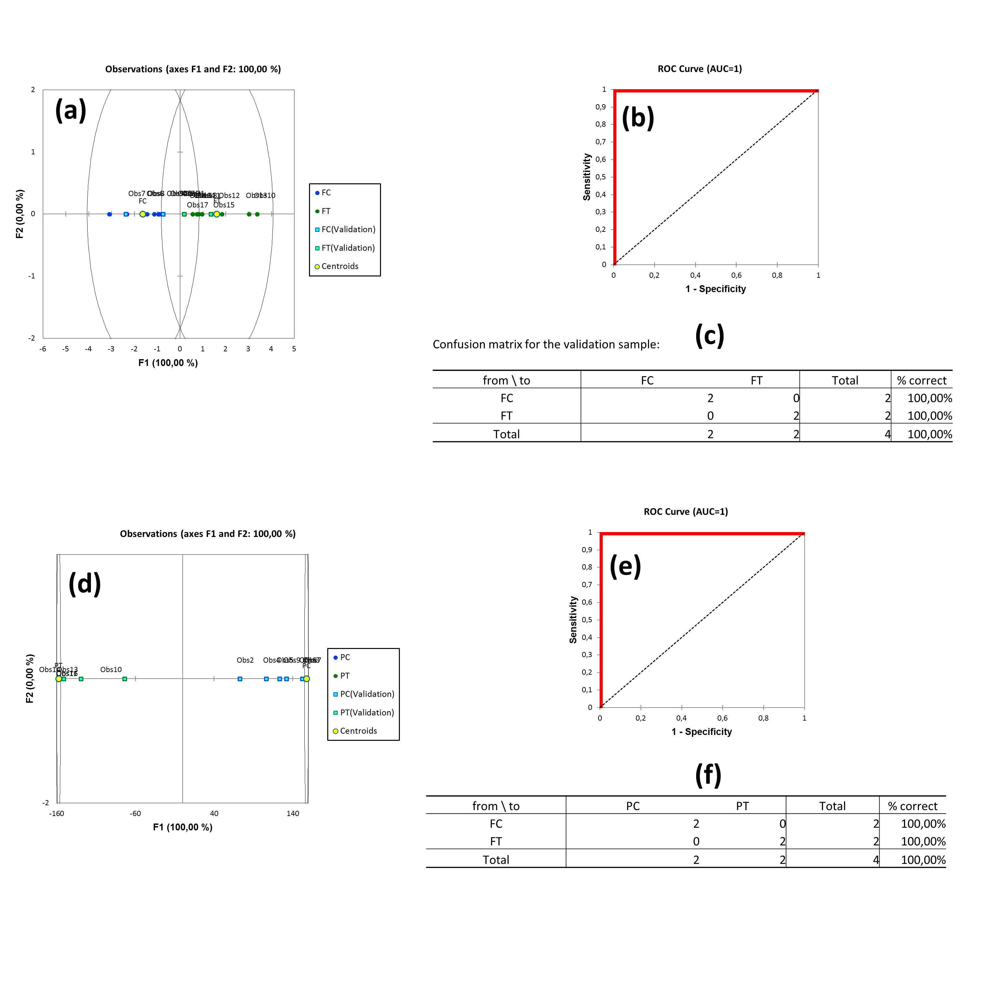 Observations (axes F1 and F2: 100,00 %)
(a)
2
1
0
-1
-2
F2 (0,00 %)
Obs7
FC
Obs8
Obs17
FT
Obs12
Obs15
Obs13
Obs10
-6 -5 -4 -3 -2 -1 0 1 2 3 4 5
F1 (100,00 %)
FC
FT
FC(Validation)
FT(Validation)
Centroids
ROC Curve (AUC=1)
(b)
1
0,9
0,8
0,7
0,6
0,5
0,4
0,3
0,2
0,1
0
Sensitivity
0 0,2 0,4 0,6 0,8 1
1 - Specificity
(c)
Confusion matrix for the validation sample:
from \ to FC FT Total % correct
FC 2 0 2 100,00%
FT 0 2 2 100,00%
Total 2 2 4 100,00%
Observations (axes F1 and F2: 100,00 %)
(d)
F2 (0,00 %)
PT
Obs13
Obs16
Obs10
Obs2
Obs4
PC
-2
-160 -60 40 140
F1 (100,00 %)
PC
PT
PC(Validation)
PT(Validation)
Centroids
ROC Curve (AUC=1)
(e)
1
0,9
0,8
0,7
0,6
0,5
0,4
0,3
0,2
0,1
0
Sensitivity
0 0,2 0,4 0,6 0,8 1
1 - Specificity
(f)
from \ to PC PT Total % correct
FC 2 0 2 100,00%
FT 0 2 2 100,00%
Total 2 2 4 100,00%